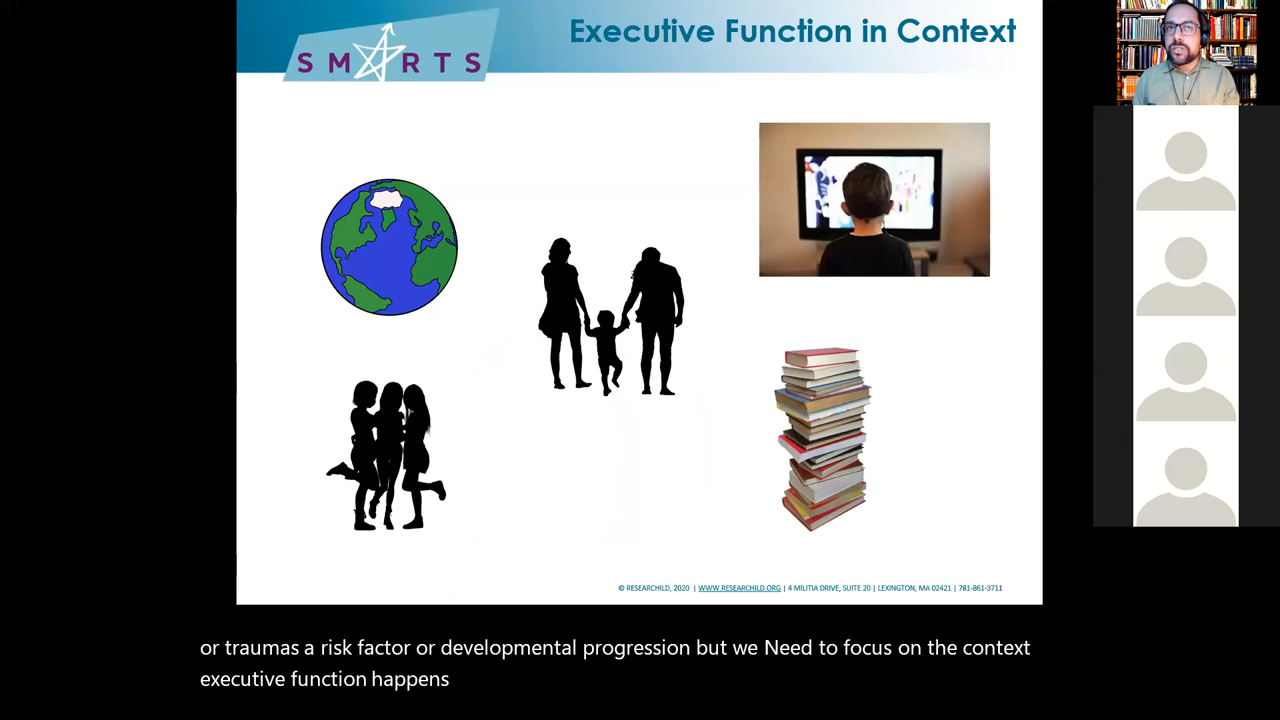 SMARTS
Executive Function in Context
© RESEARCHILD, 2020 | WWW.RESEARCHILD.ORG | 4 MILITIA DRIVE, SUITE 20 | LEXINGTON, MA 02421 | 781-861-3711
or traumas a risk factor or developmental progression but we Need to focus on the context
executive function happens